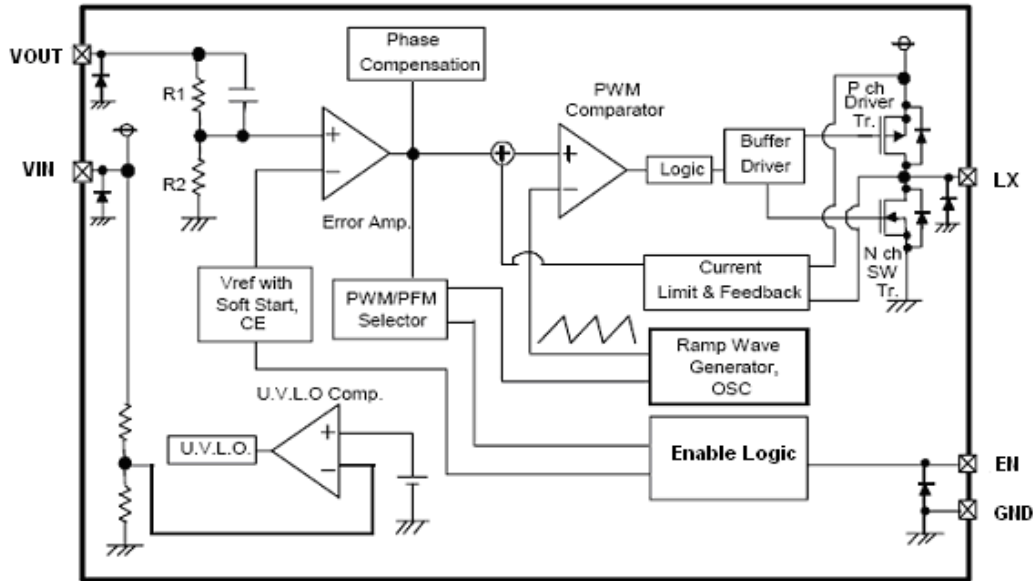 VOUT
VIN
R1
R2
Phase
Compensation
+
−
Error Amp.
+
PWM
Comparator
+
−
Logic
Buffer
Driver
P ch
Driver
Tr.
LX
N ch
SW
Tr.
Current
Limit & Feedback
Vref with
Soft Start,
CE
PWM/PFM
Selector
Ramp Wave
Generator,
OSC
U.V.L.O Comp.
U.V.L.O.
+
−
Enable Logic
EN
GND